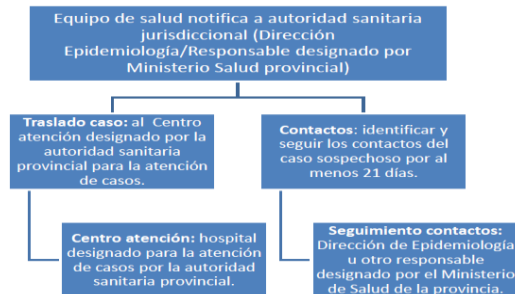 Equipo de salud notifica a autoridad sanitaria
jurisdiccional (Dirección
Epidemiología/Responsable designado por
Ministerio Salud provincial)
Traslado caso: al Centro
atención designado por la
autoridad sanitaria
provincial para la atención
de casos.
Contactos: identificar y
seguir los contactos del
caso sospechoso por al
menos 21 días.
Centro atención: hospital
designado para la atención
de casos por la autoridad
sanitaria provincial.
Seguimiento contactos:
Dirección de Epidemiología
u otro responsable
designado por el Ministerio
de Salud de la provincia.